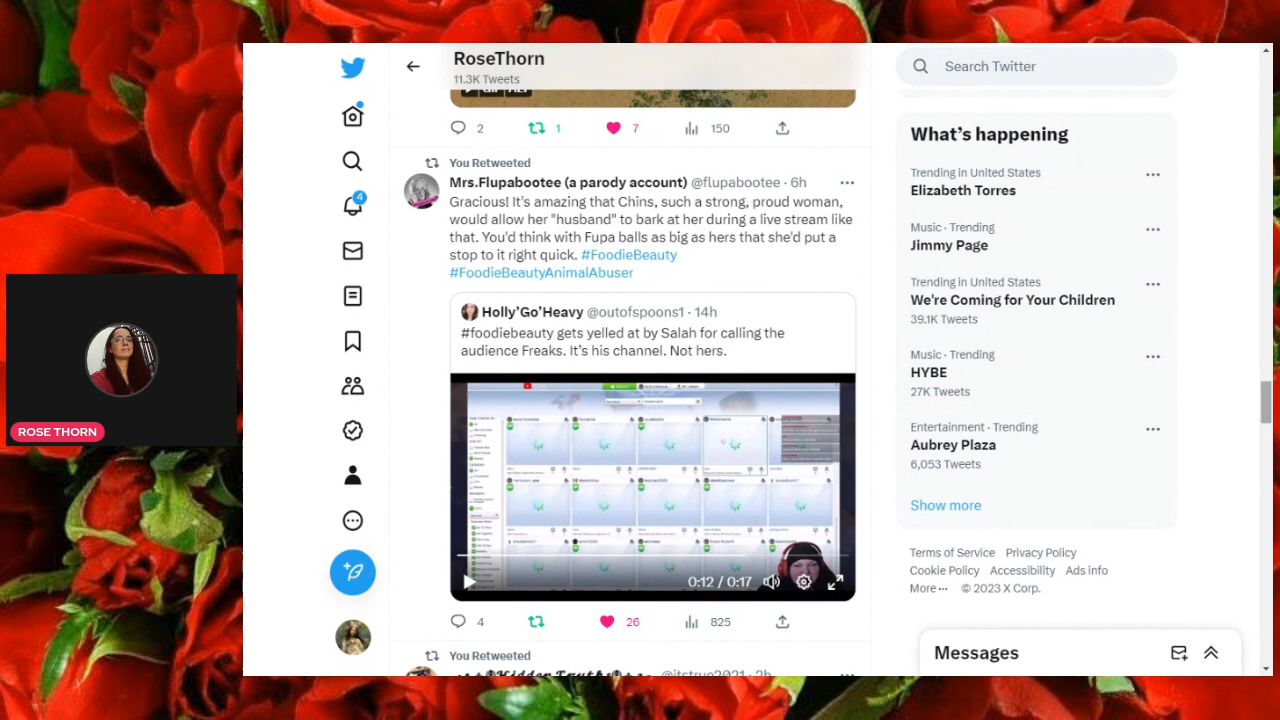 RoseThorn
11.3K Tweets
Search Twitter
2
1
7
150
What's happening
Trending in United States
Elizabeth Torres
Music · Trending
Jimmy Page
Trending in United States
We're Coming for Your Children
39.1K Tweets
Music · Trending
HYBE
27K Tweets
Entertainment · Trending
Aubrey Plaza
6,053 Tweets
Show more
Terms of Service Privacy Policy
Cookie Policy Accessibility Ads info
More ··· © 2023 X Corp.
4
You Retweeted
Mrs.Flupabootee (a parody account) @flupabootee · 6h
Gracious! It's amazing that Chins, such a strong, proud woman,
would allow her "husband" to bark at her during a live stream like
that. You'd think with Fupa balls as big as hers that she'd put a
stop to it right quick. #FoodieBeauty
#FoodieBeautyAnimalAbuser
Holly'Go'Heavy @outofspoons1 · 14h
#foodiebeauty gets yelled at by Salah for calling the
audience Freaks. It's his channel. Not hers.
0:12 / 0:17
4
26
825
You Retweeted
ROSE THORN
Messages